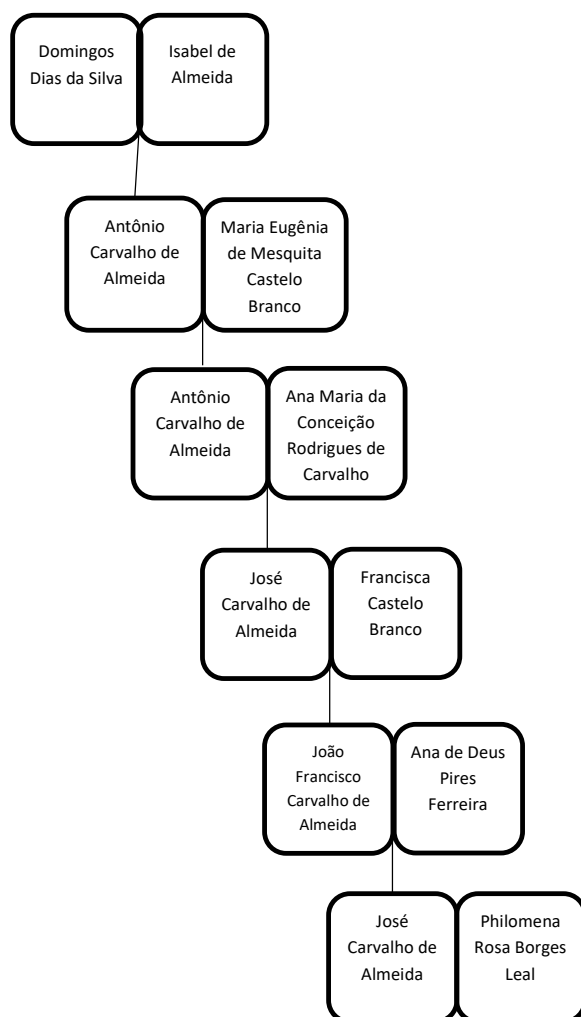 Domingos
Dias da Silva
Isabel de
Almeida
Antônio
Carvalho de
Almeida
Maria Eugênia
de Mesquita
Castelo
Branco
Antônio
Carvalho de
Almeida
Ana Maria da
Conceição
Rodrigues de
Carvalho
José
Carvalho de
Almeida
Francisca
Castelo
Branco
João
Francisco
Carvalho de
Almeida
Ana de Deus
Pires
Ferreira
José
Carvalho de
Almeida
Philomena
Rosa Borges
Leal